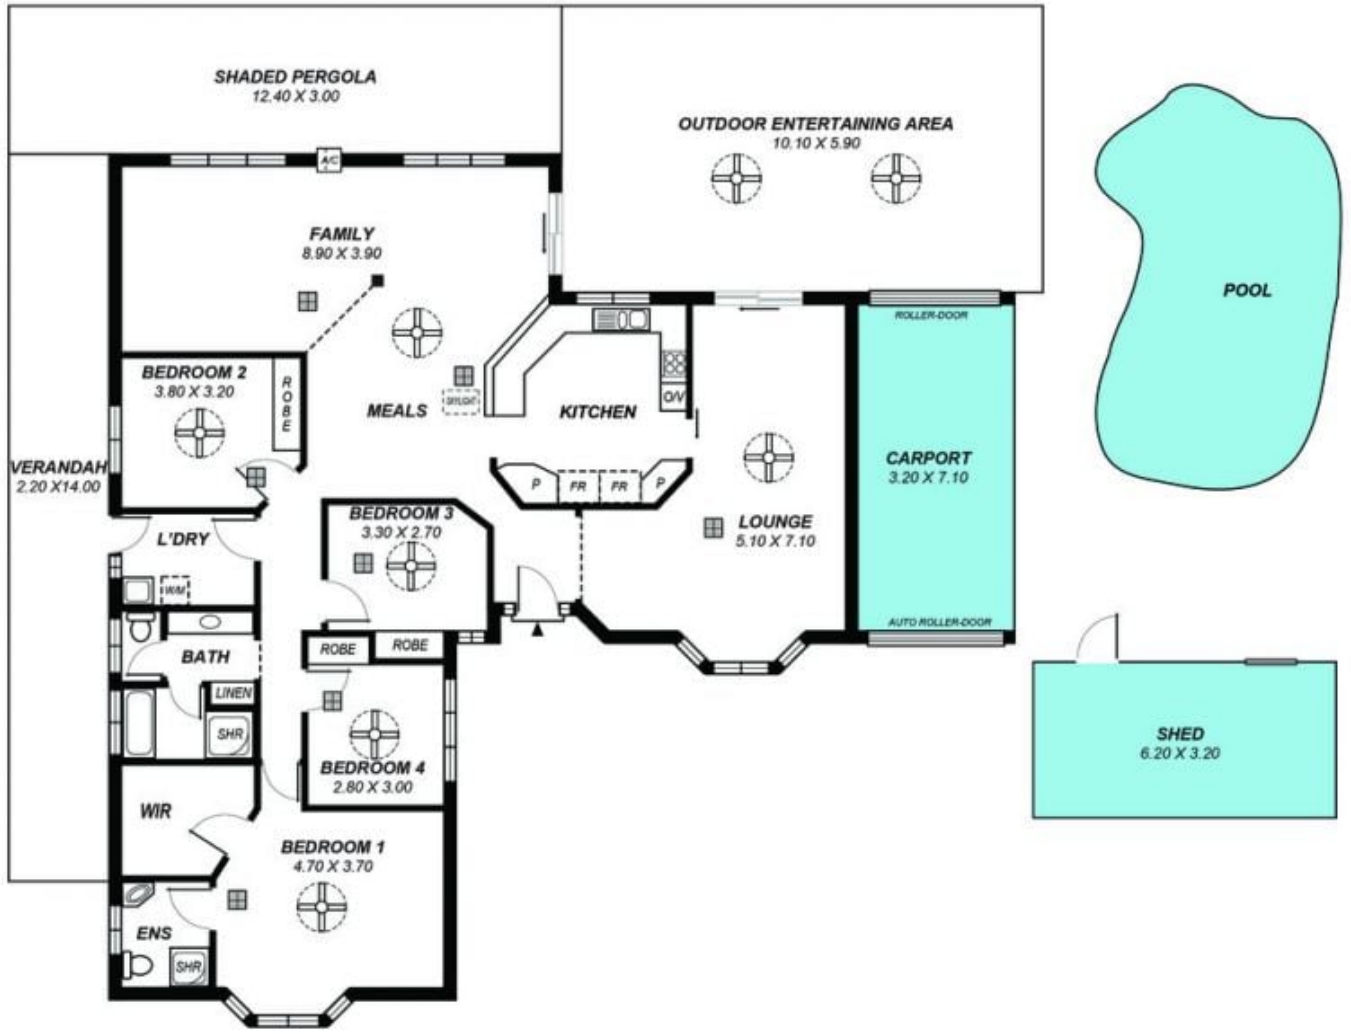 SHADED PERGOLA
12.40 X 3.00
OUTDOOR ENTERTAINING AREA
10.10 X 5.90
A/C
FAMILY
8.90 X 3.90
POOL
ROLLER-DOOR
BEDROOM 2
3.80 X 3.20
ROBE
SKYLIGHT
MEALS
KITCHEN
O/V
CARPORT
3.20 X 7.10
VERANDAH
2.20 X14.00
P
FR
FR
P
BEDROOM 3
3.30 X 2.70
LOUNGE
5.10 X 7.10
L'DRY
W/M
AUTO ROLLER-DOOR
ROBE
ROBE
BATH
LINEN
SHR
SHED
6.20 X 3.20
BEDROOM 4
2.80 X 3.00
WIR
BEDROOM 1
4.70 X 3.70
ENS
SHR